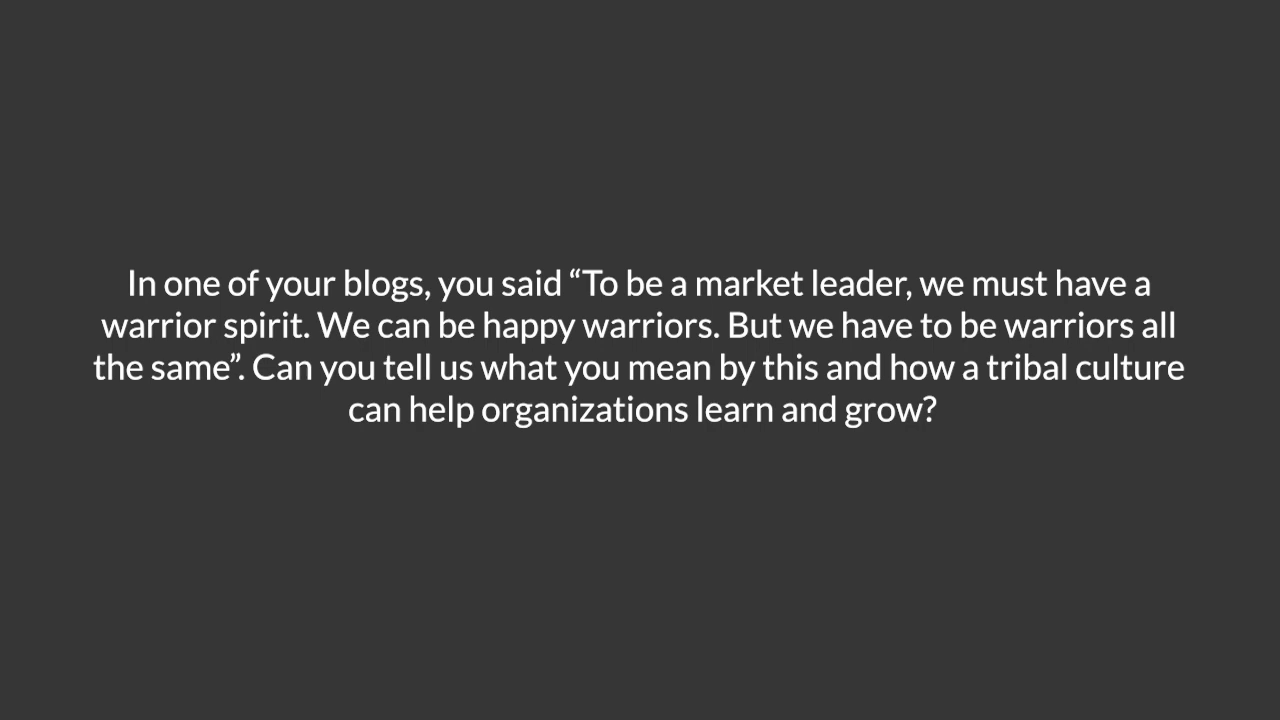 In one of your blogs, you said “To be a market leader, we must have a
warrior spirit. We can be happy warriors. But we have to be warriors all
the same”. Can you tell us what you mean by this and how a tribal culture
can help organizations learn and grow?